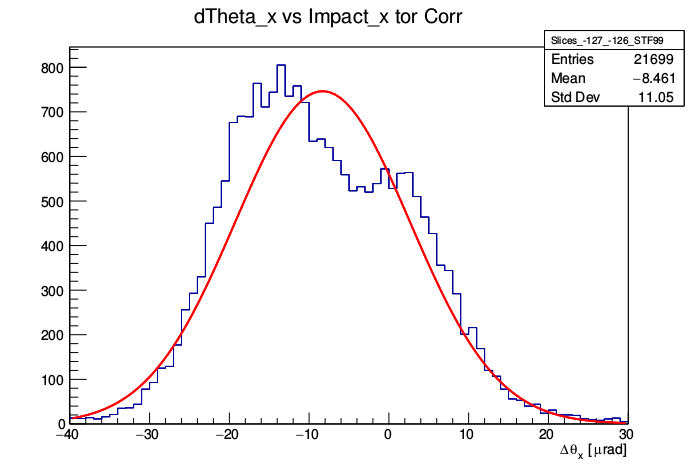 dTheta_x vs Impact_x tor Corr
Slices_-127_-126_STF99
Entries 21699
Mean −8.461
Std Dev 11.05
800
700
600
500
400
300
200
100
0
−40 −30 −20 −10 0 10 20 30
Δθx [μrad]